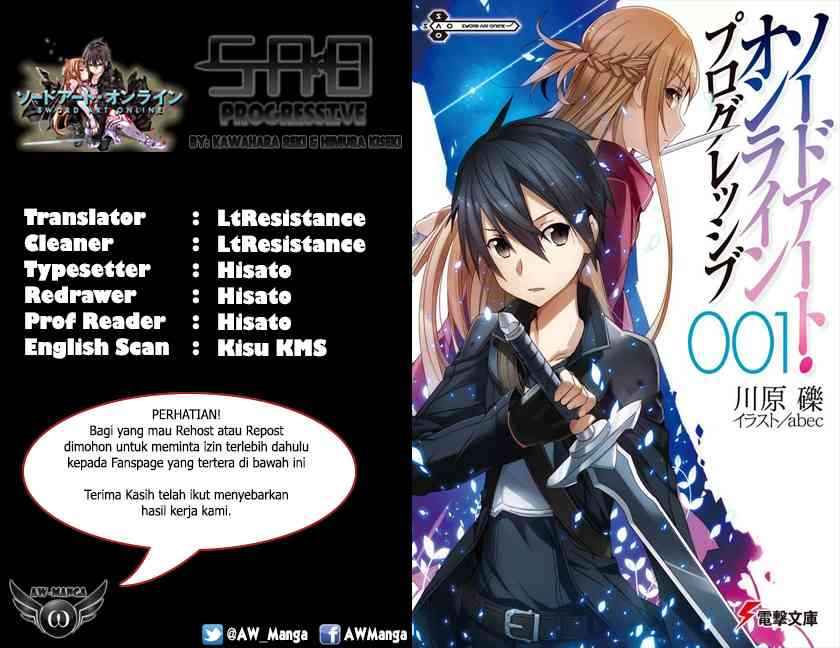 ソードアート・オンライン
SWORD ART ONLINE
SAO
PROGRESSIVE
BY: KAWAHARA REKI & HIMURA KISEKI
Translator : LtResistance
Cleaner : LtResistance
Typesetter : Hisato
Redrawer : Hisato
Prof Reader : Hisato
English Scan : Kisu KMS
PERHATIAN!
Bagi yang mau Rehost atau Repost
dimohon untuk meminta izin terlebih dahulu
kepada Fanspage yang tertera di bawah ini
Terima Kasih telah ikut menyebarkan
hasil kerja kami.
AW-MANGA
ω
@AW_Manga
AWManga
SWORD ART ONLINE
ソードアート・
オンライン
プログレッシブ
001
川原 礫
イラスト/abec
電撃文庫